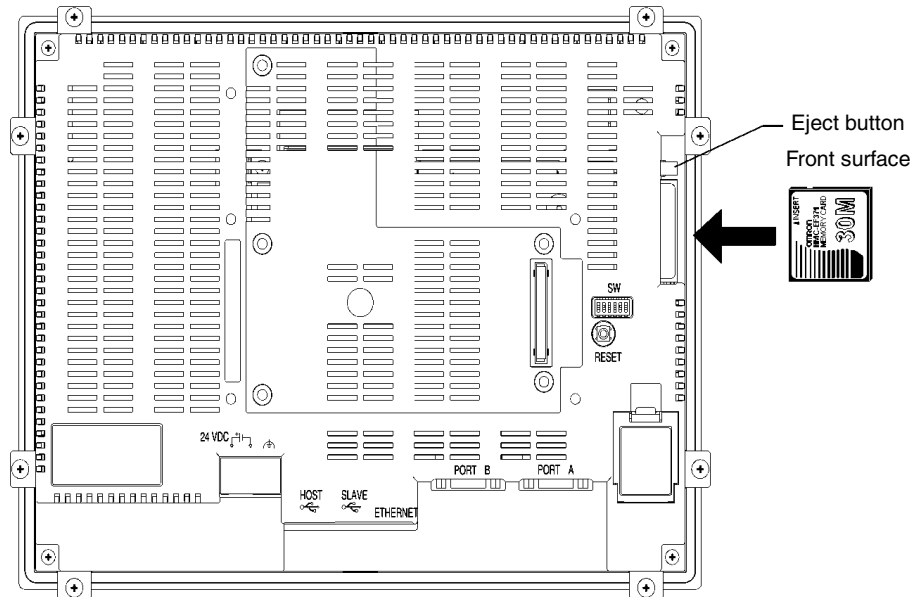 Eject button
Front surface
INSERT
OMRON
HMC-EF371
MEMORY CARD
30M
SW
RESET
24 VDC
HOST
SLAVE
ETHERNET
PORT B
PORT A